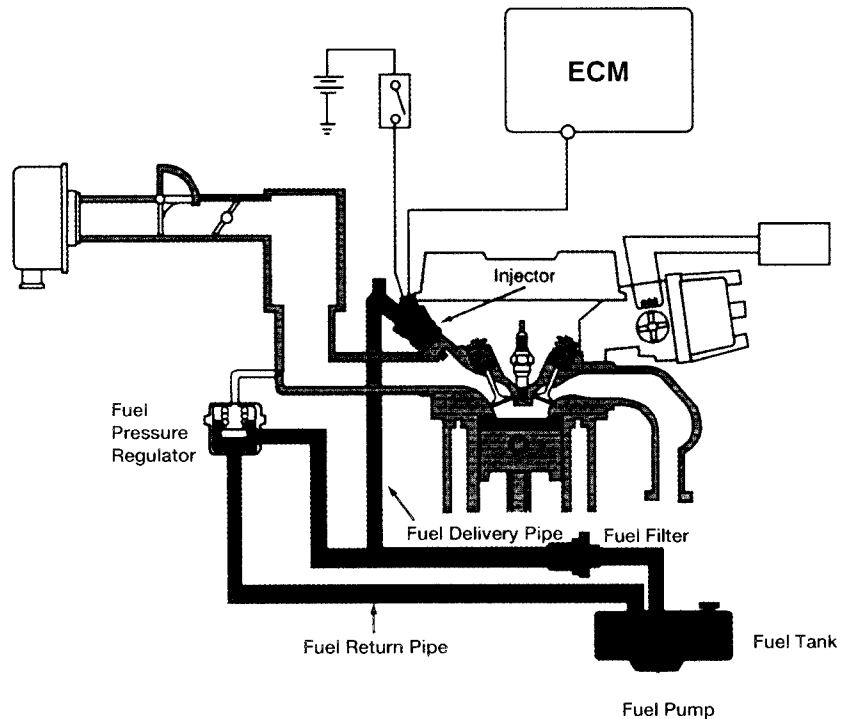 ECM
Injector
Fuel
Pressure
Regulator
Fuel Delivery Pipe
Fuel Filter
Fuel Return Pipe
Fuel Tank
Fuel Pump